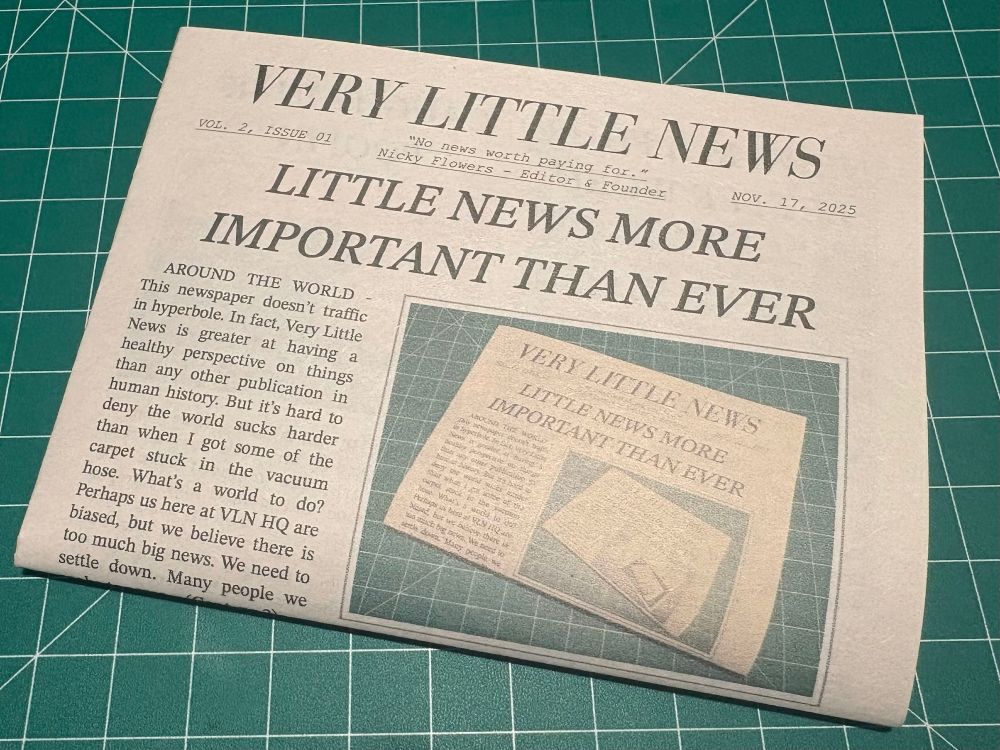 VERY LITTLE NEWS
VOL. 2, ISSUE 01
"No news worth paying for."
Nicky Flowers - Editor & Founder
NOV. 17, 2025
LITTLE NEWS MORE
IMPORTANT THAN EVER
AROUND THE WORLD -
This newspaper doesn't traffic
in hyperbole. In fact, Very Little
News is greater at having a
healthy perspective on things
than any other publication in
human history. But it's hard to
deny the world sucks harder
than when I got some of the
carpet stuck in the vacuum
hose. What's a world to do?
Perhaps us here at VLN HQ are
biased, but we believe there is
too much big news. We need to
settle down. Many people we
VERY LITTLE NEWS
LITTLE NEWS MORE
IMPORTANT THAN EVER
AROUND THE WORLD